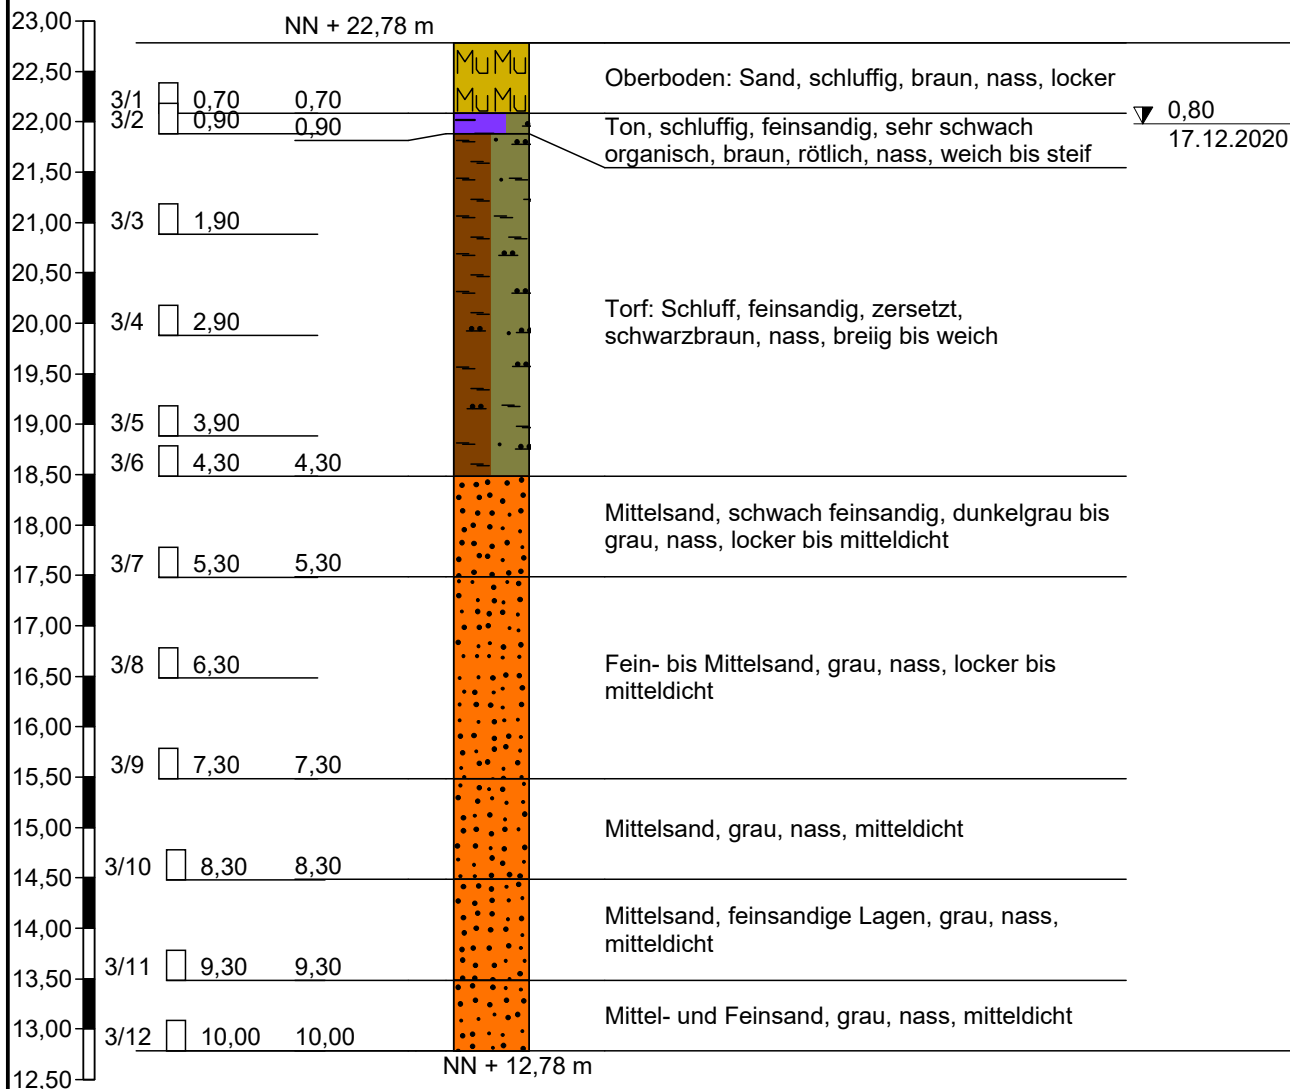 23,00
NN + 22,78 m
22,50
Mu Mu
Mu Mu
Oberboden: Sand, schluffig, braun, nass, locker
3/1 0,70 0,70
0,80
17.12.2020
22,00
3/2 0,90 0,90
Ton, schluffig, feinsandig, sehr schwach
organisch, braun, rötlich, nass, weich bis steif
21,50
21,00
3/3 1,90
20,50
20,00
3/4 2,90
Torf: Schluff, feinsandig, zersetzt,
schwarzbraun, nass, breiig bis weich
19,50
19,00
3/5 3,90
3/6 4,30 4,30
18,50
18,00
Mittelsand, schwach feinsandig, dunkelgrau bis
grau, nass, locker bis mitteldicht
3/7 5,30 5,30
17,50
17,00
3/8 6,30
Fein- bis Mittelsand, grau, nass, locker bis
mitteldicht
16,50
16,00
3/9 7,30 7,30
15,50
15,00
Mittelsand, grau, nass, mitteldicht
3/10 8,30 8,30
14,50
14,00
Mittelsand, feinsandige Lagen, grau, nass,
mitteldicht
3/11 9,30 9,30
13,50
13,00
Mittel- und Feinsand, grau, nass, mitteldicht
3/12 10,00 10,00
NN + 12,78 m
12,50